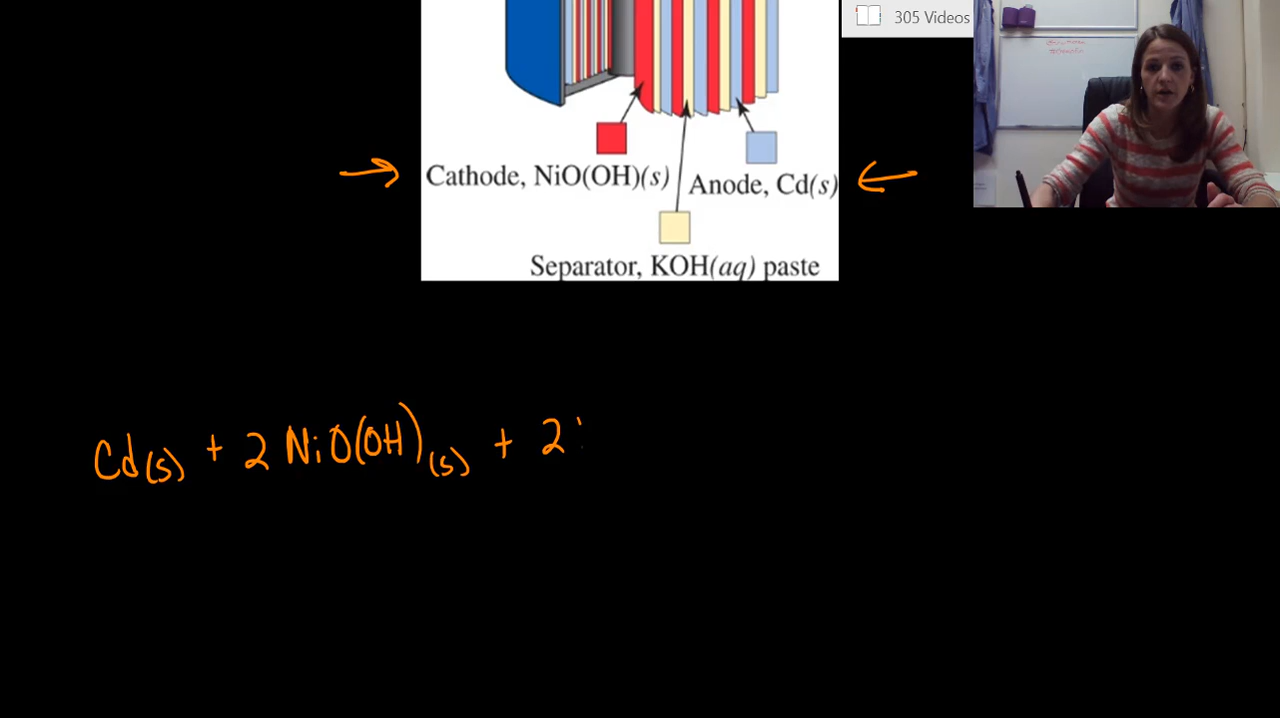 305 Videos
Cathode, NiO(OH)(s)
Anode, Cd(s)
Separator, KOH(aq) paste
Cd(s) + 2 NiO(OH)(s) + 2